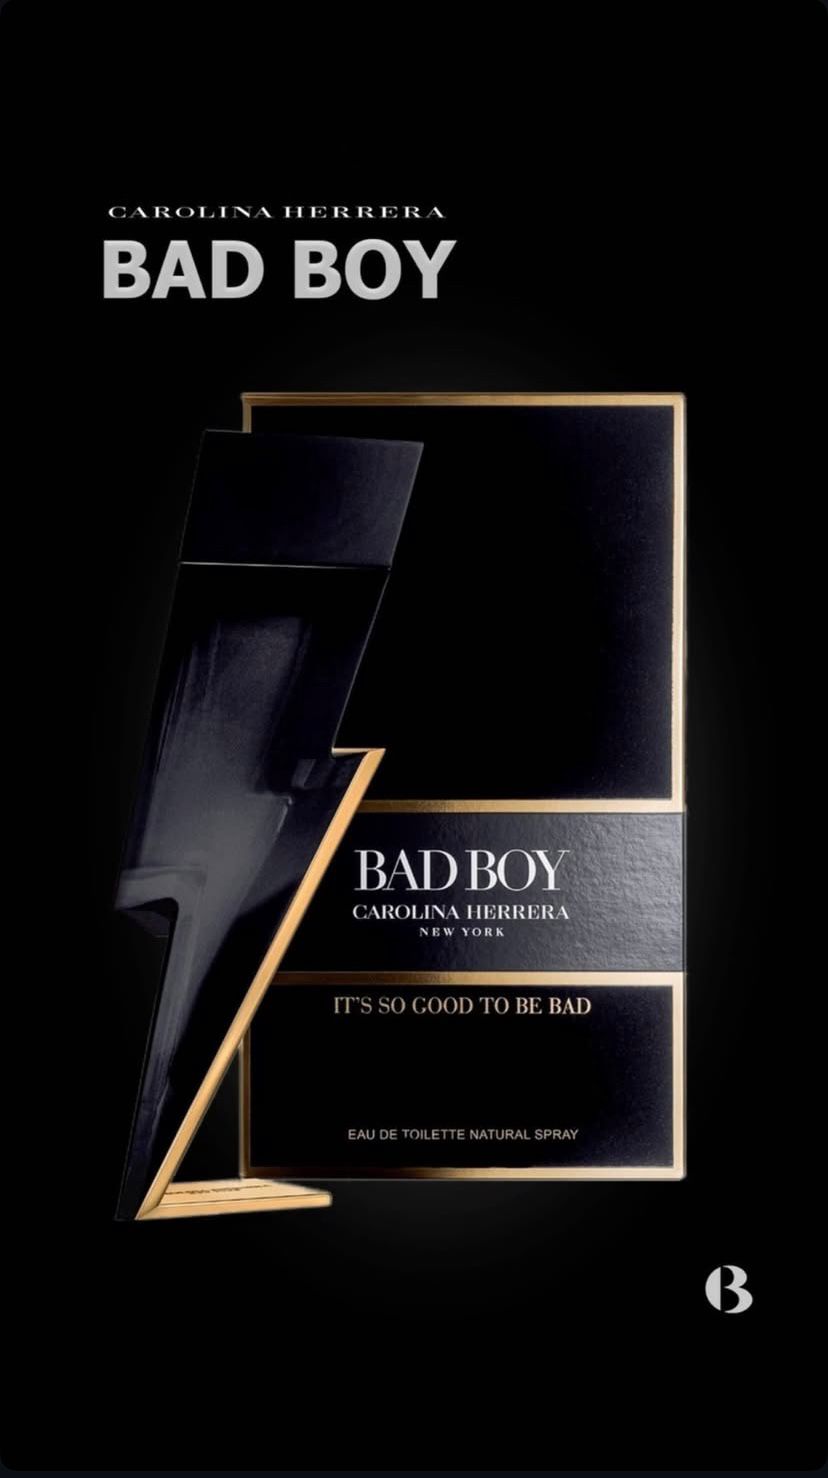 CAROLINA HERRERA
BAD BOY
BAD BOY
CAROLINA HERRERA
NEW YORK
IT'S SO GOOD TO BE BAD
EAU DE TOILETTE NATURAL SPRAY
B